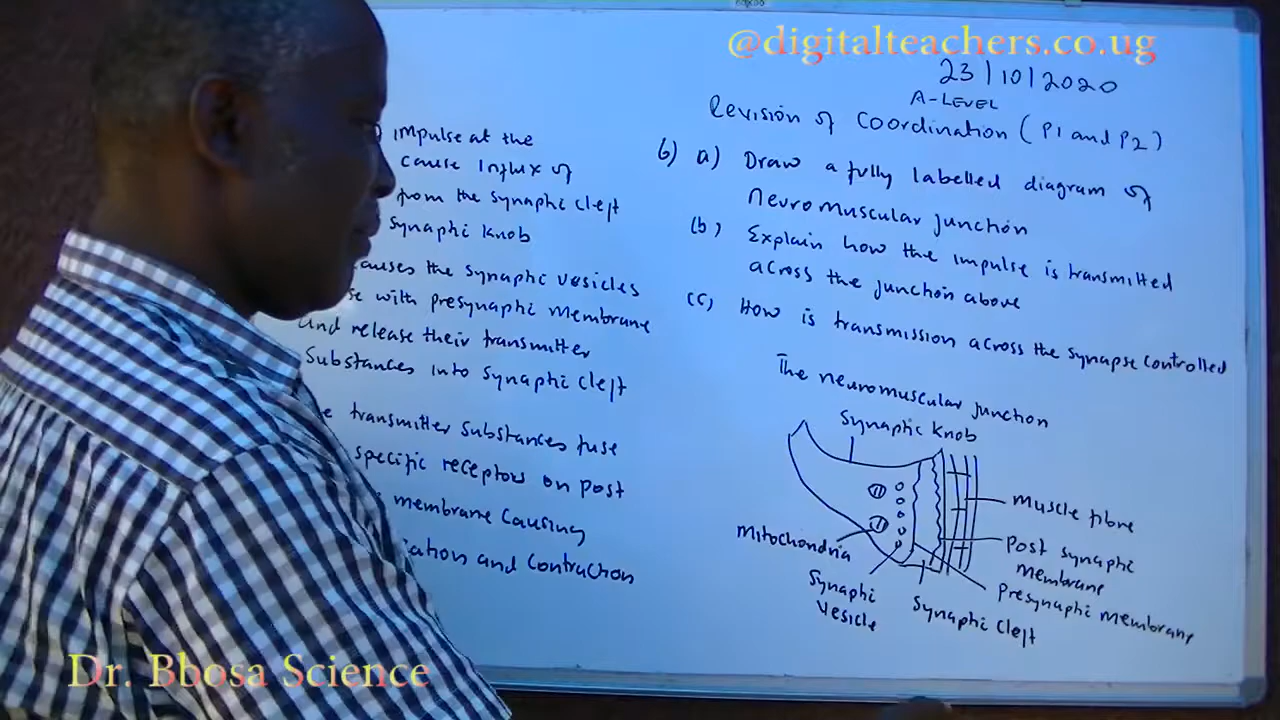 @digitalteachers.co.ug
23/10/2020
A-LEVEL
Revision of Coordination (P1 and P2)
impulse at the
cause Influx of
from the synaptic cleft
synaptic knob
causes the synaptic vesicles
with presynaptic Membrane
and release their transmitter
Substances into synaptic cleft
transmitter substances fuse
specific receptors on post
membrane causing
and contraction
6) a) Draw a fully labelled diagram of
Neuromuscular junction
(b) Explain how the impulse is transmitted
across the junction above
(c) How is transmission across the synapse controlled
The neuromuscular junction
Synaptic knob
Muscle fibre
Post synaptic
membrane
Presynaptic membrane
Mitochondria
Synaptic
vesicle
Synaptic cleft
Dr. Bbosa Science